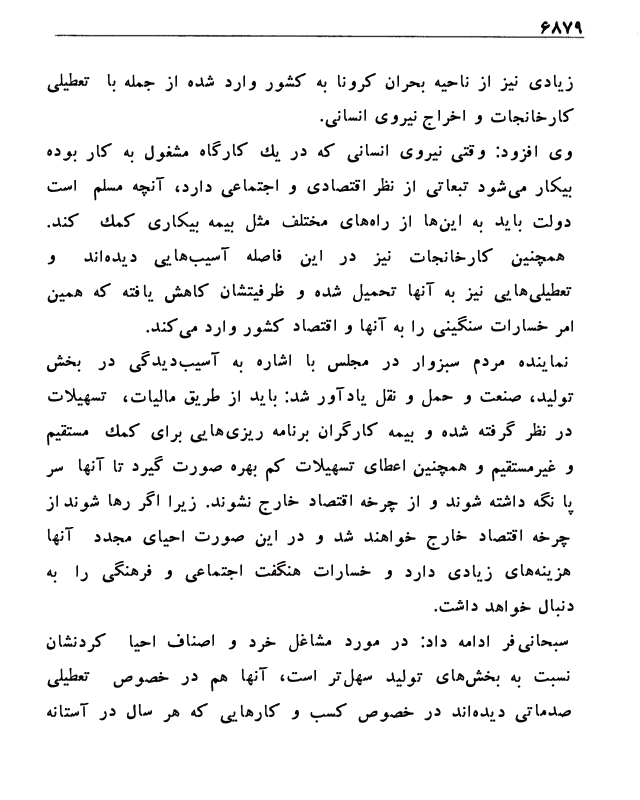 ۶۸۷۹
زیادی نیز از ناحیه بحران کرونا به کشور وارد شده از جمله با تعطیلی
کارخانجات و اخراج نیروی انسانی.
وی افزود: وقتی نیروی انسانی که در یك کارگاه مشغول به کار بوده
بیکار می‌شود تبعاتی از نظر اقتصادی و اجتماعی دارد، آنچه مسلم است
دولت باید به این‌ها از راه‌های مختلف مثل بیمه بیکاری کمك کند.
همچنین کارخانجات نیز در این فاصله آسیب‌هایی دیده‌اند و
تعطیلی‌هایی نیز به آنها تحمیل شده و ظرفیتشان کاهش یافته که همین
امر خسارات سنگینی را به آنها و اقتصاد کشور وارد می‌کند.
نماینده مردم سبزوار در مجلس با اشاره به آسیب‌دیدگی در بخش
تولید، صنعت و حمل و نقل یادآور شد: باید از طریق مالیات، تسهیلات
در نظر گرفته شده و بیمه کارگران برنامه ریزی‌هایی برای کمك مستقیم
و غیرمستقیم و همچنین اعطای تسهیلات کم بهره صورت گیرد تا آنها سر
پا نگه داشته شوند و از چرخه اقتصاد خارج نشوند. زیرا اگر رها شوند از
چرخه اقتصاد خارج خواهند شد و در این صورت احیای مجدد آنها
هزینه‌های زیادی دارد و خسارات هنگفت اجتماعی و فرهنگی را به
دنبال خواهد داشت.
سبحانی‌فر ادامه داد: در مورد مشاغل خرد و اصناف احیا کردنشان
نسبت به بخش‌های تولید سهل‌تر است، آنها هم در خصوص تعطیلی
صدماتی دیده‌اند در خصوص کسب و کارهایی که هر سال در آستانه